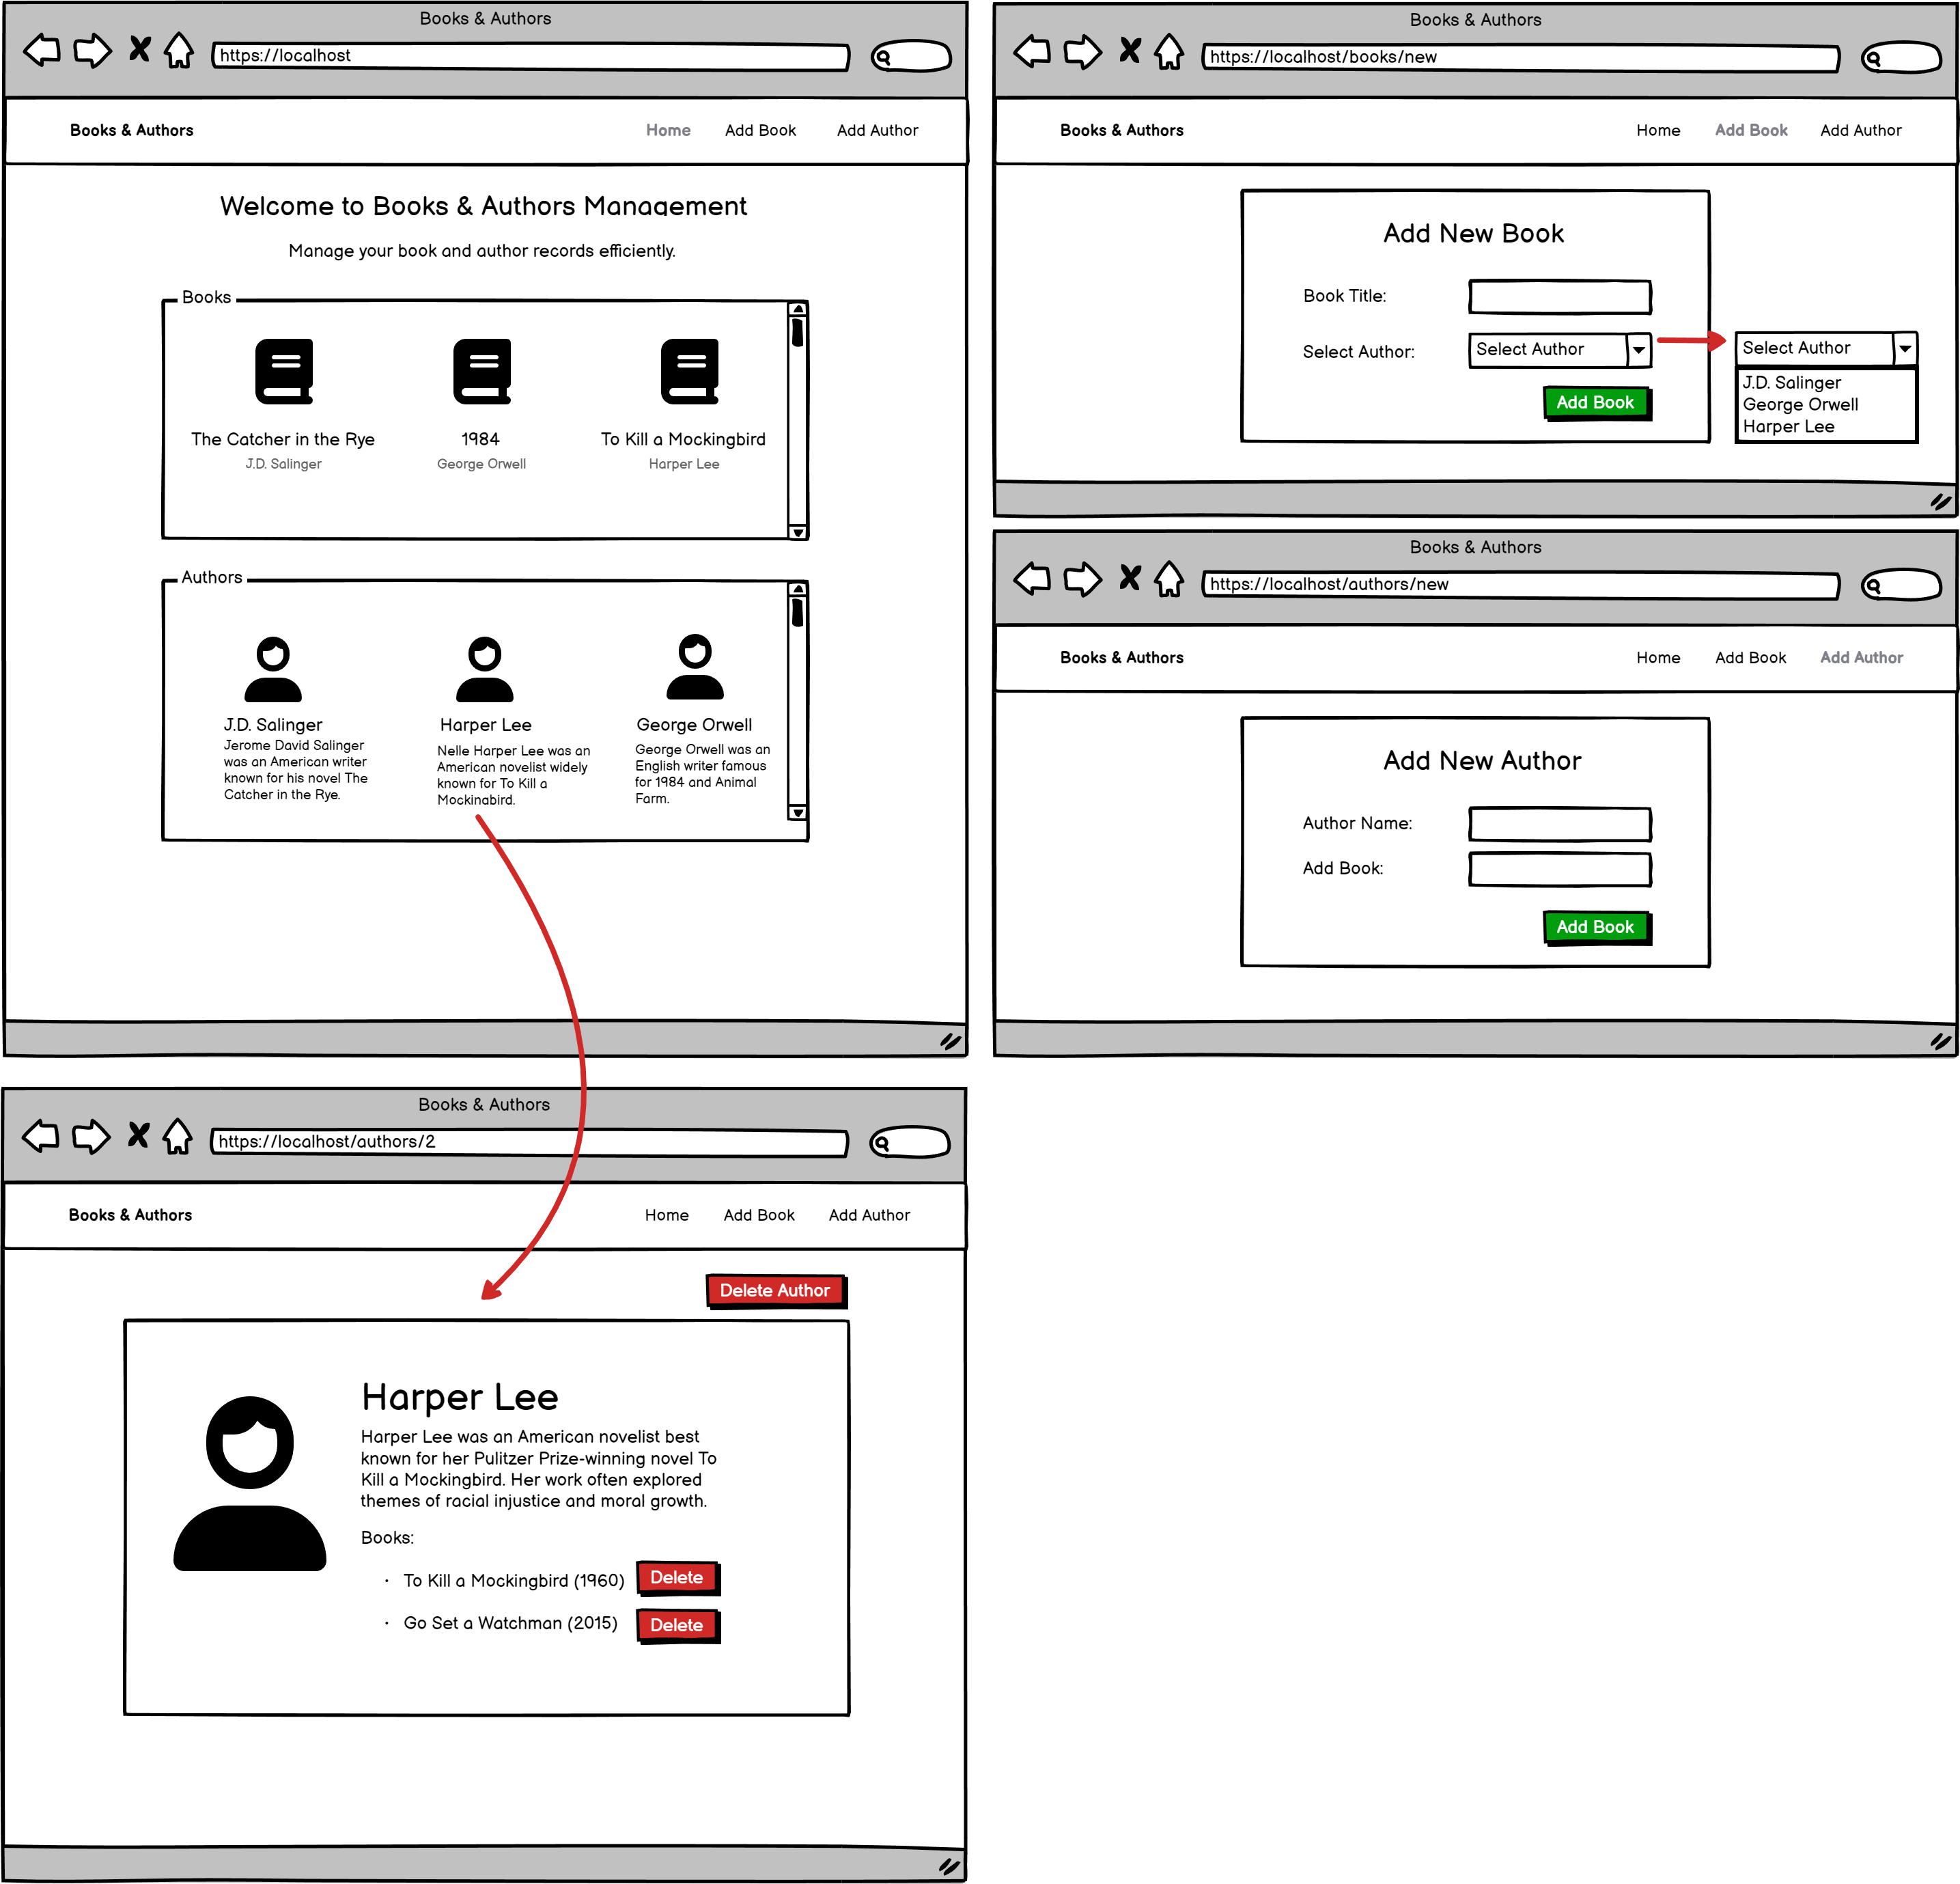 Books & Authors
https://localhost
Books & Authors
Home
Add Book
Add Author
Welcome to Books & Authors Management
Manage your book and author records efficiently.
Books
The Catcher in the Rye
J.D. Salinger
1984
George Orwell
To Kill a Mockingbird
Harper Lee
Authors
J.D. Salinger
Jerome David Salinger
was an American writer
known for his novel The
Catcher in the Rye.
Harper Lee
Nelle Harper Lee was an
American novelist widely
known for To Kill a
Mockingbird.
George Orwell
George Orwell was an
English writer famous
for 1984 and Animal
Farm.
Books & Authors
https://localhost/books/new
Books & Authors
Home
Add Book
Add Author
Add New Book
Book Title:
Select Author:
Select Author
Add Book
Select Author
J.D. Salinger
George Orwell
Harper Lee
Books & Authors
https://localhost/authors/new
Books & Authors
Home
Add Book
Add Author
Add New Author
Author Name:
Add Book:
Add Book
Books & Authors
https://localhost/authors/2
Books & Authors
Home
Add Book
Add Author
Delete Author
Harper Lee
Harper Lee was an American novelist best
known for her Pulitzer Prize-winning novel To
Kill a Mockingbird. Her work often explored
themes of racial injustice and moral growth.
Books:
· To Kill a Mockingbird (1960)
Delete
· Go Set a Watchman (2015)
Delete